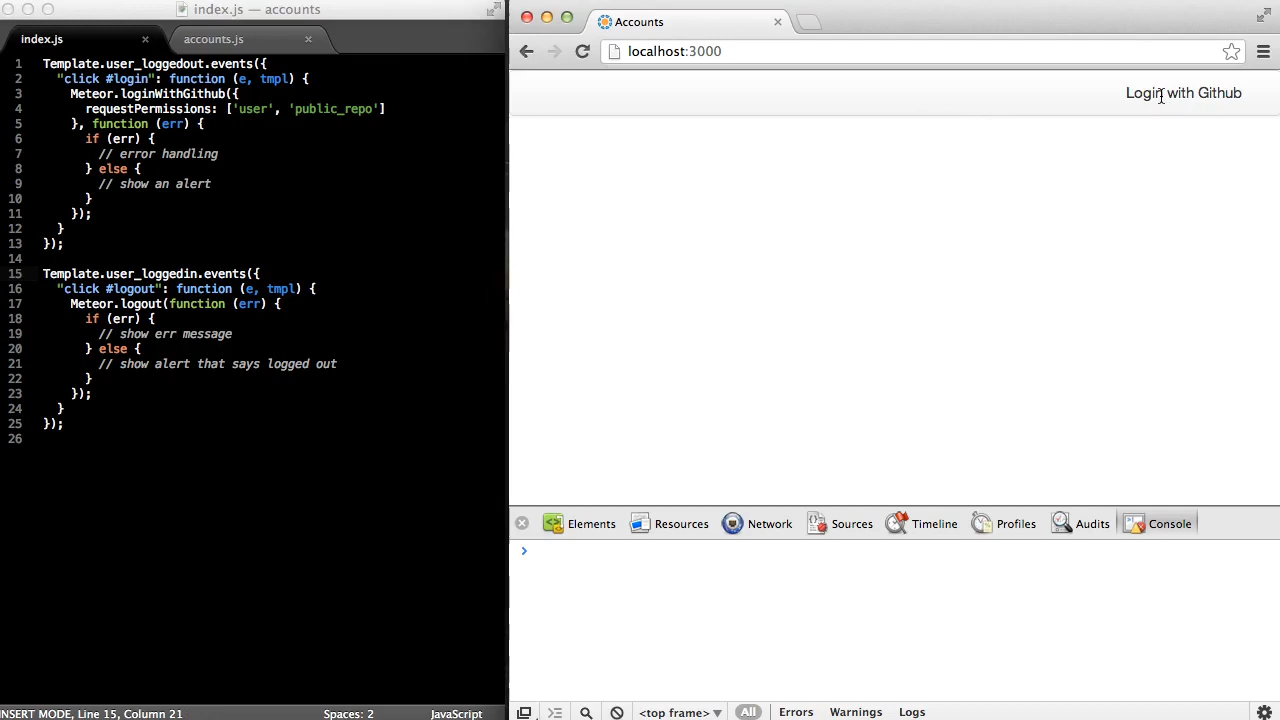 index.js — accounts
index.js
accounts.js
1 Template.user_loggedout.events({
2   "click #login": function (e, tmpl) {
3     Meteor.loginWithGithub({
4       requestPermissions: ['user', 'public_repo']
5     }, function (err) {
6       if (err) {
7         // error handling
8       } else {
9         // show an alert
10       }
11     });
12   }
13 });
14
15 Template.user_loggedin.events({
16   "click #logout": function (e, tmpl) {
17     Meteor.logout(function (err) {
18       if (err) {
19         // show err message
20       } else {
21         // show alert that says logged out
22       }
23     });
24   }
25 });
26
INSERT MODE, Line 15, Column 21 Spaces: 2 JavaScript
Accounts
localhost:3000
Login with Github
Elements Resources Network Sources Timeline Profiles Audits Console
<top frame> All Errors Warnings Logs